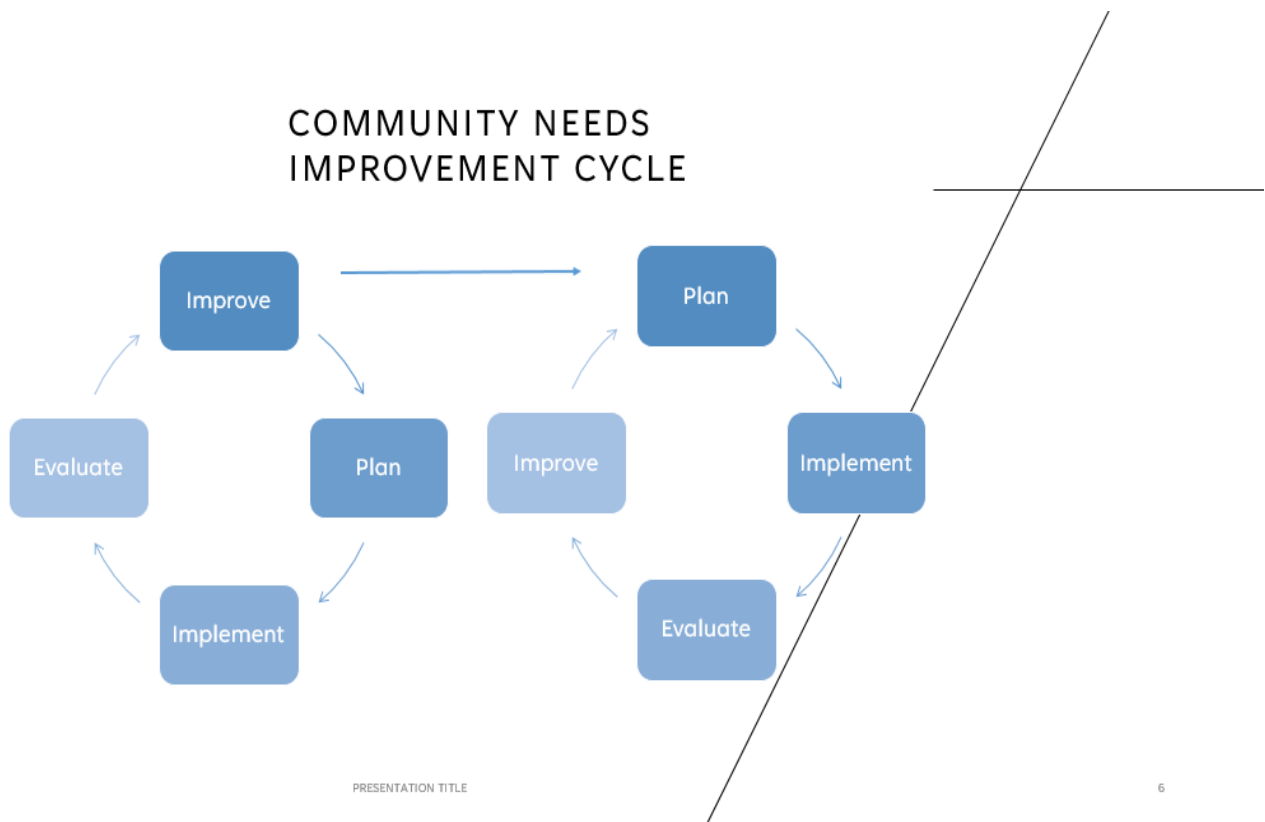 COMMUNITY NEEDS
IMPROVEMENT CYCLE
Improve
Plan
Implement
Evaluate
Plan
Implement
Evaluate
Improve
PRESENTATION TITLE
6